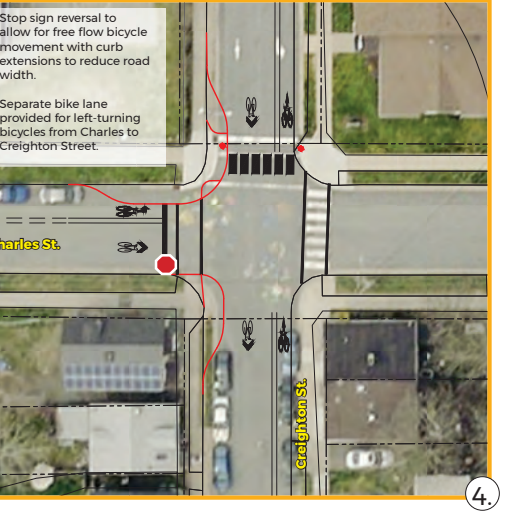 Stop sign reversal to
allow for free flow bicycle
movement with curb
extensions to reduce road
width.
Separate bike lane
provided for left-turning
bicycles from Charles to
Creighton Street.
harles St.
Creighton St.
4.